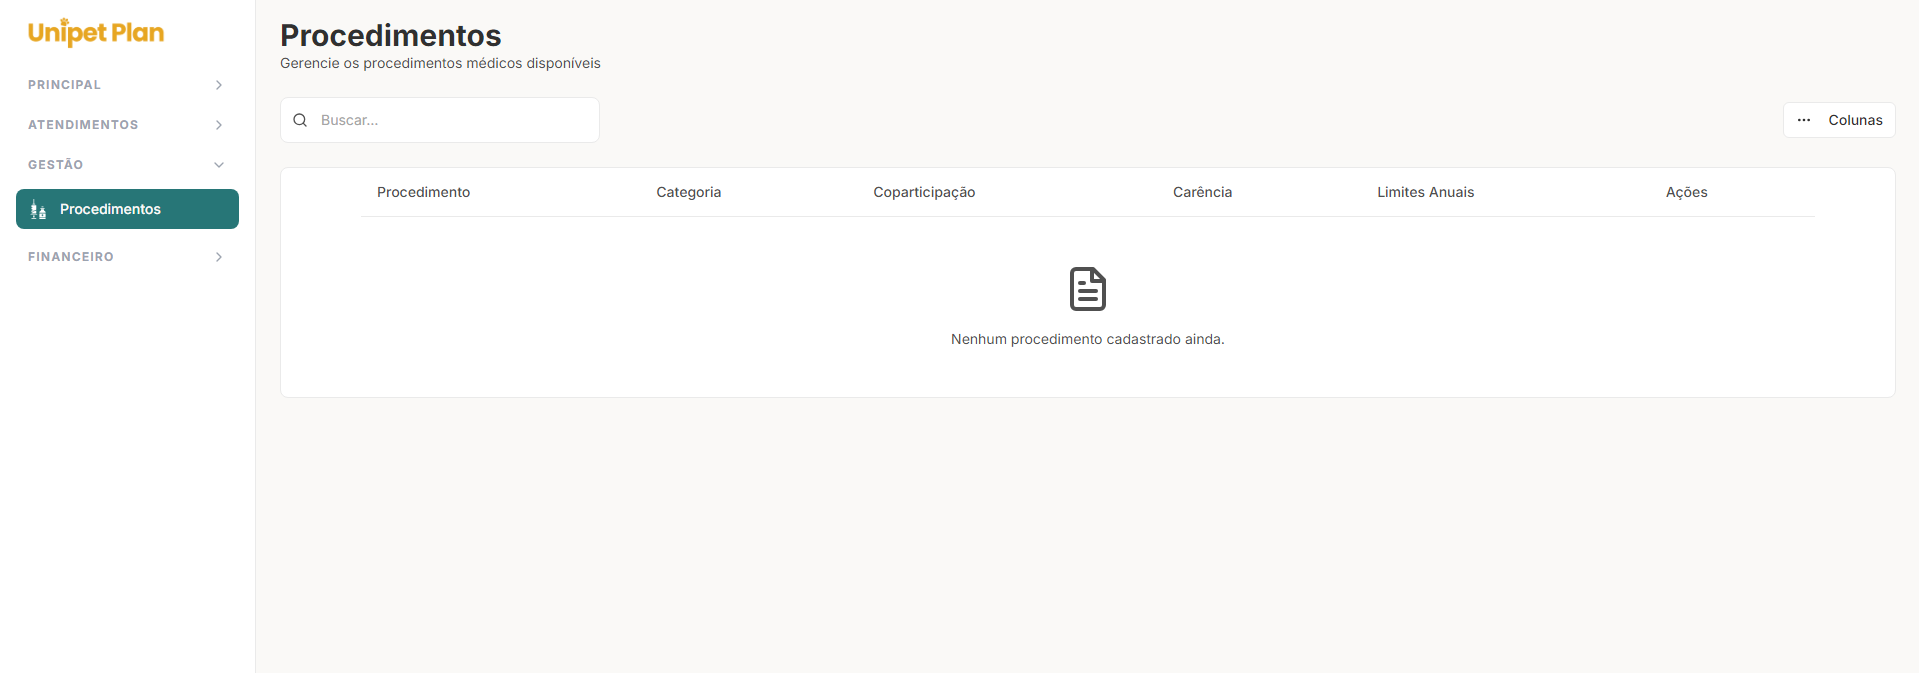 Unipet Plan
PRINCIPAL
ATENDIMENTOS
GESTÃO
Procedimentos
FINANCEIRO
Procedimentos
Gerencie os procedimentos médicos disponíveis
Buscar...
Colunas
Procedimento Categoria Coparticipação Carência Limites Anuais Ações
Nenhum procedimento cadastrado ainda.